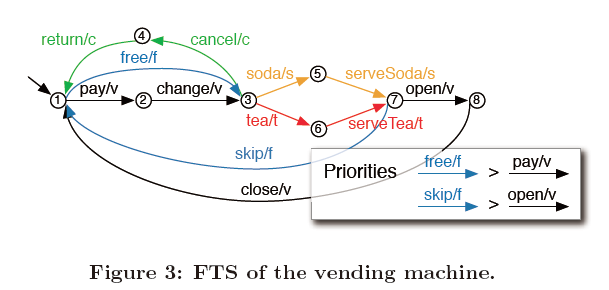 return/c
4
cancel/c
free/f
pay/v
change/v
soda/s
5
serveSoda/s
open/v
1
2
3
7
8
tea/t
6
serveTea/t
skip/f
close/v
Priorities
free/f > pay/v
skip/f > open/v
Figure 3: FTS of the vending machine.